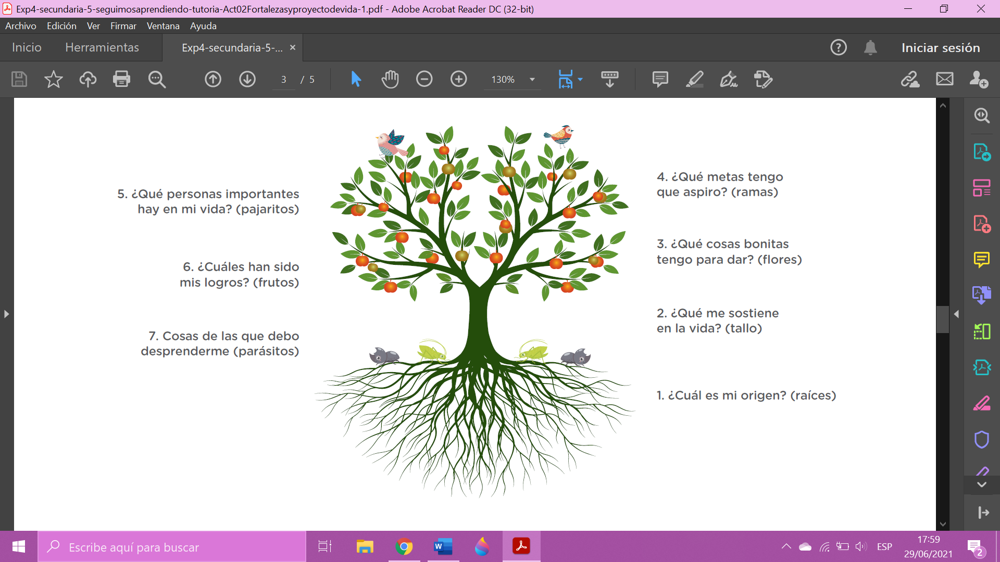 Exp4-secundaria-5-seguimosaprendiendo-tutoria-Act02Fortalezasyproyectodevida-1.pdf - Adobe Acrobat Reader DC (32-bit)
Archivo Edición Ver Firmar Ventana Ayuda
Inicio Herramientas Exp4-secundaria-5-... × Iniciar sesión
3 / 5 130%
5. ¿Qué personas importantes
hay en mi vida? (pajaritos)
6. ¿Cuáles han sido
mis logros? (frutos)
7. Cosas de las que debo
desprenderme (parásitos)
4. ¿Qué metas tengo
que aspiro? (ramas)
3. ¿Qué cosas bonitas
tengo para dar? (flores)
2. ¿Qué me sostiene
en la vida? (tallo)
1. ¿Cuál es mi origen? (raíces)
Escribe aquí para buscar
W
ESP
17:59
29/06/2021
2